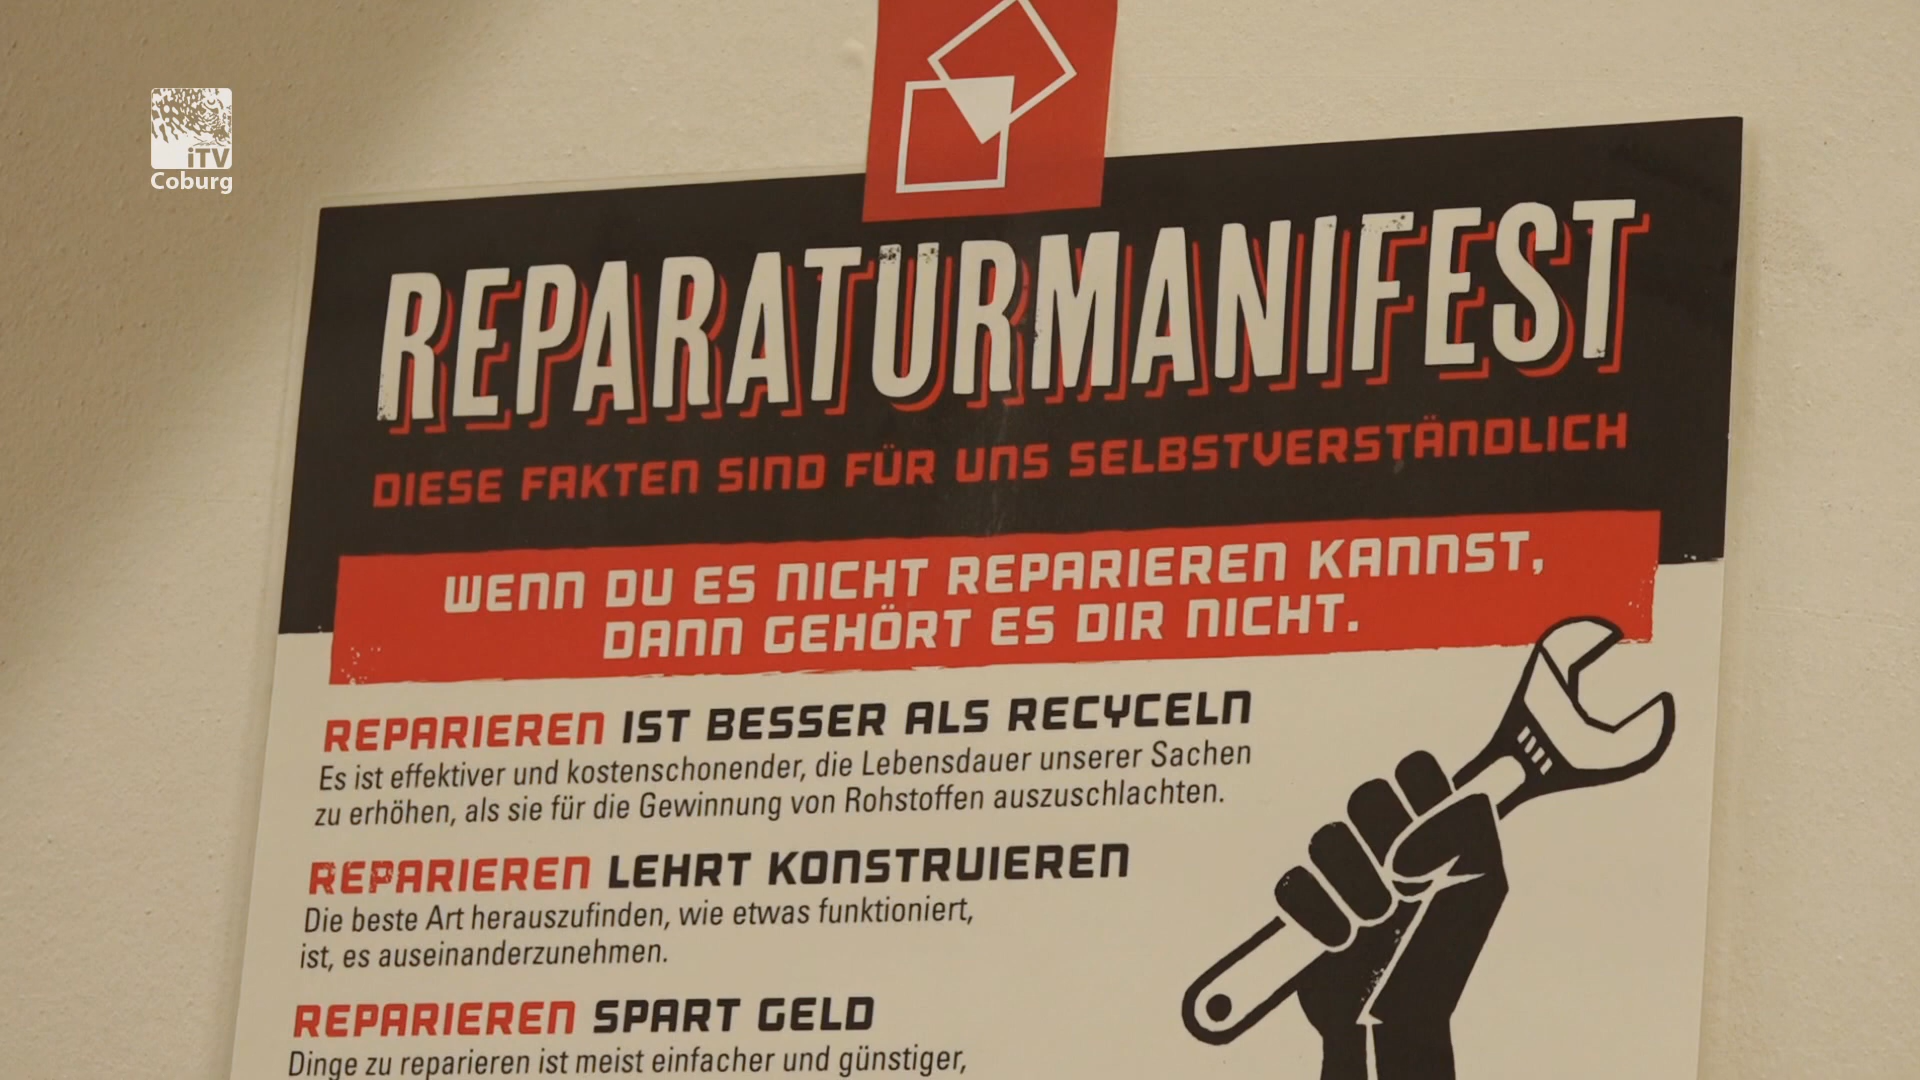 iTV
Coburg
REPARATURMANIFEST
DIESE FAKTEN SIND FÜR UNS SELBSTVERSTÄNDLICH
WENN DU ES NICHT REPARIEREN KANNST,
DANN GEHÖRT ES DIR NICHT.
REPARIEREN IST BESSER ALS RECYCELN
Es ist effektiver und kostenschonender, die Lebensdauer unserer Sachen
zu erhöhen, als sie für die Gewinnung von Rohstoffen auszuschlachten.
REPARIEREN LEHRT KONSTRUIEREN
Die beste Art herauszufinden, wie etwas funktioniert,
ist, es auseinanderzunehmen.
REPARIEREN SPART GELD
Dinge zu reparieren ist meist einfacher und günstiger,